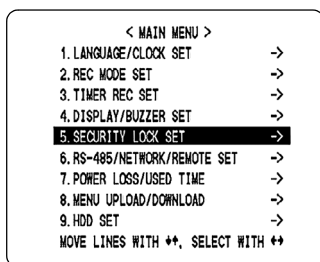 < MAIN MENU >
1. LANGUAGE/CLOCK SET ->
2. REC MODE SET ->
3. TIMER REC SET ->
4. DISPLAY/BUZZER SET ->
5. SECURITY LOCK SET ->
6. RS-485/NETWORK/REMOTE SET ->
7. POWER LOSS/USED TIME ->
8. MENU UPLOAD/DOWNLOAD ->
9. HDD SET ->
MOVE LINES WITH ↓↑, SELECT WITH ←→